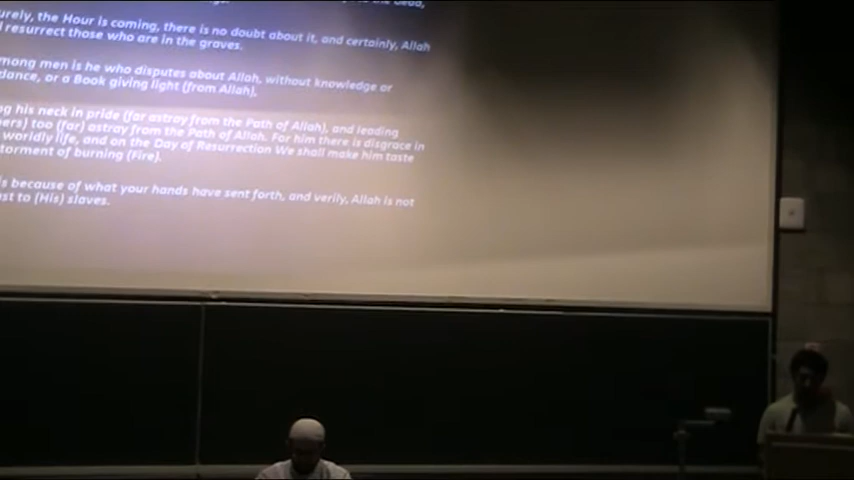 the dead,
urely, the Hour is coming, there is no doubt about it, and certainly, Allah
l resurrect those who are in the graves.
mong men is he who disputes about Allah, without knowledge or
dance, or a Book giving light (from Allah),
g his neck in pride (far astray from the Path of Allah), and leading
hers) too (far) astray from the Path of Allah. For him there is disgrace in
worldly life, and on the Day of Resurrection We shall make him taste
torment of burning (Fire).
s because of what your hands have sent forth, and verily, Allah is not
ust to (His) slaves.